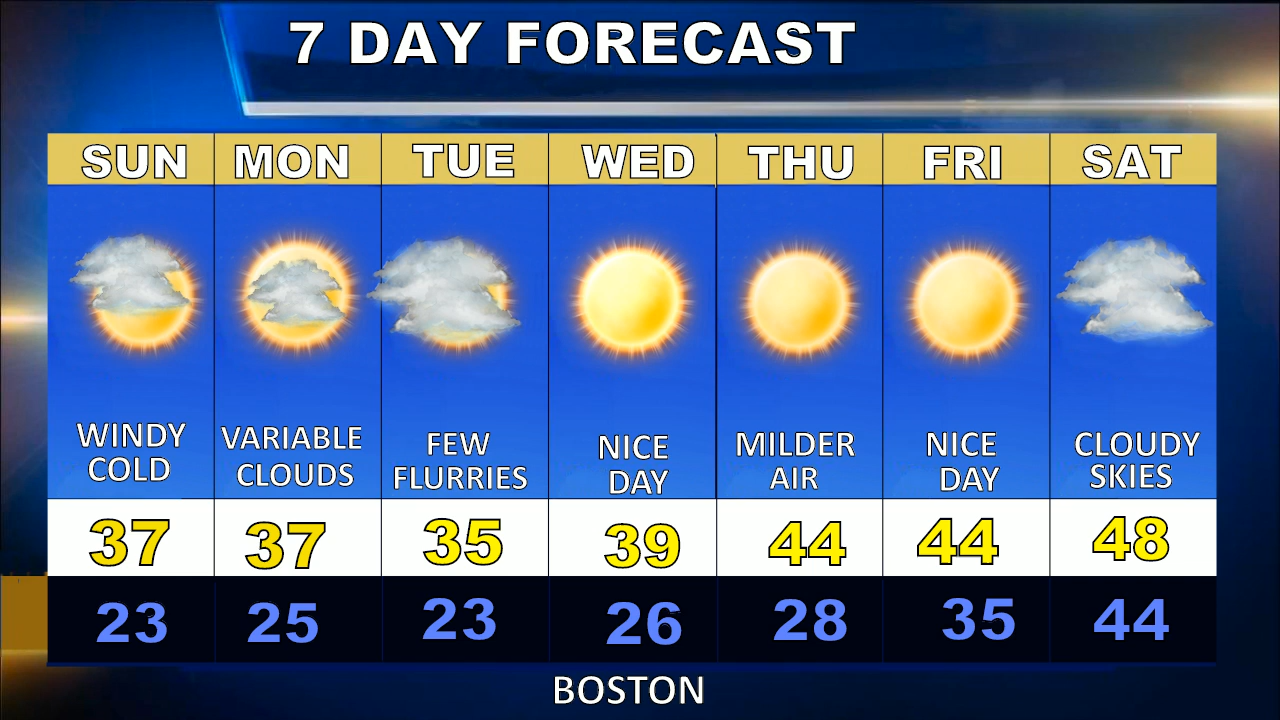 7 DAY FORECAST
SUN MON TUE WED THU FRI SAT
WINDY COLD
VARIABLE CLOUDS
FEW FLURRIES
NICE DAY
MILDER AIR
NICE DAY
CLOUDY SKIES
37 37 35 39 44 44 48
23 25 23 26 28 35 44
BOSTON